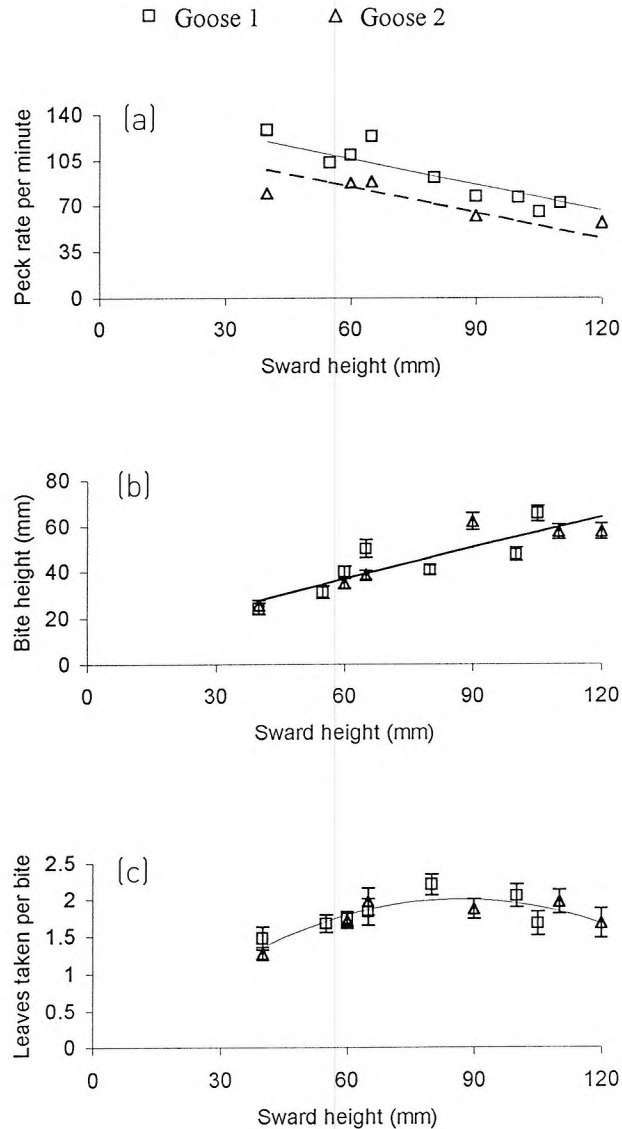 Goose 1 Goose 2
(a)
Peck rate per minute
140
105
70
35
0
0 30 60 90 120
Sward height (mm)
(b)
Bite height (mm)
80
60
40
20
0
0 30 60 90 120
Sward height (mm)
(c)
Leaves taken per bite
2.5
2
1.5
1
0.5
0
0 30 60 90 120
Sward height (mm)